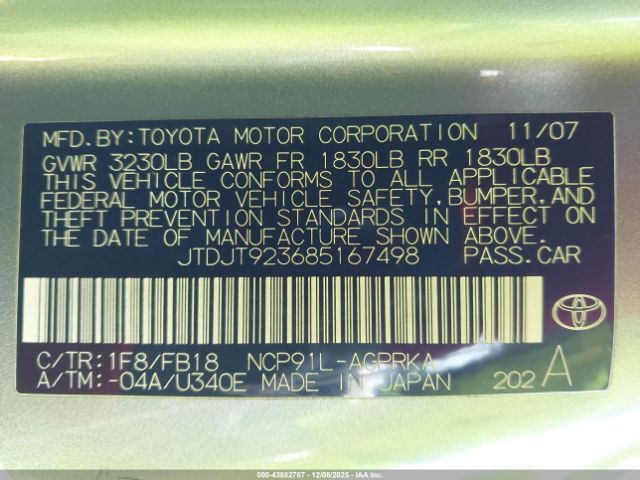 MFD.BY:TOYOTA MOTOR CORPORATION 11/07
GVWR 3230LB GAWR FR 1830LB RR 1830LB
THIS VEHICLE CONFORMS TO ALL APPLICABLE
FEDERAL MOTOR VEHICLE SAFETY,BUMPER,AND
THEFT PREVENTION STANDARDS IN EFFECT ON
THE DATE OF MANUFACTURE SHOWN ABOVE.
JTDJT923685167498 PASS.CAR
C/TR:1F8/FB18 NCP91L-AGPRKA
A/TM:-04A/U340E MADE IN JAPAN 202A
TOYOTA
000-43882787 - 12/08/2025 - IAA, Inc.